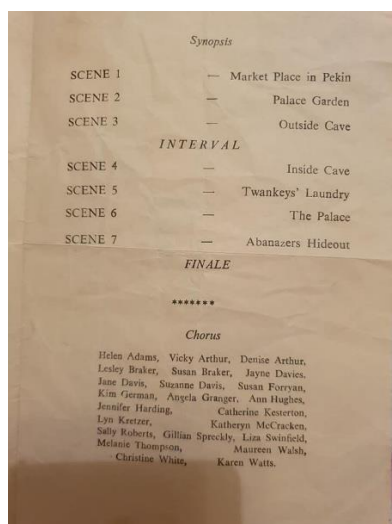 Synopsis
SCENE 1 — Market Place in Pekin
SCENE 2 — Palace Garden
SCENE 3 — Outside Cave
INTERVAL
SCENE 4 — Inside Cave
SCENE 5 — Twankeys' Laundry
SCENE 6 — The Palace
SCENE 7 — Abanazers Hideout
FINALE
*******
Chorus
Helen Adams, Vicky Arthur, Denise Arthur,
Lesley Braker, Susan Braker, Jayne Davies.
Jane Davis, Suzanne Davis, Susan Forryan,
Kim German, Angela Granger, Ann Hughes,
Jennifer Harding, Catherine Kesterton,
Lyn Kretzer, Katheryn McCracken,
Sally Roberts, Gillian Spreckly, Liza Swinfield,
Melanie Thompson, Maureen Walsh,
Christine White, Karen Watts.